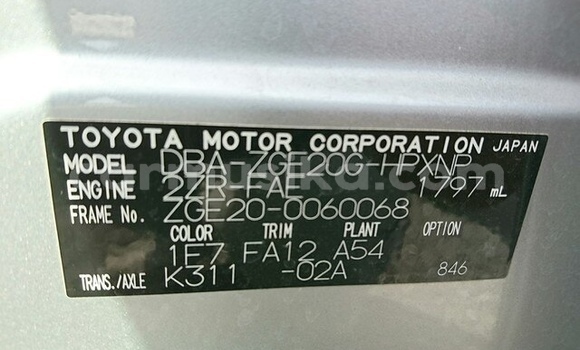 TOYOTA MOTOR CORPORATION JAPAN
MODEL DBA-ZGE20G-HPXNP
ENGINE 2ZR-FAE 1797 mL
FRAME No. ZGE20-0060068
COLOR TRIM PLANT OPTION
1E7 FA12 A54
TRANS./AXLE K311 -02A 846